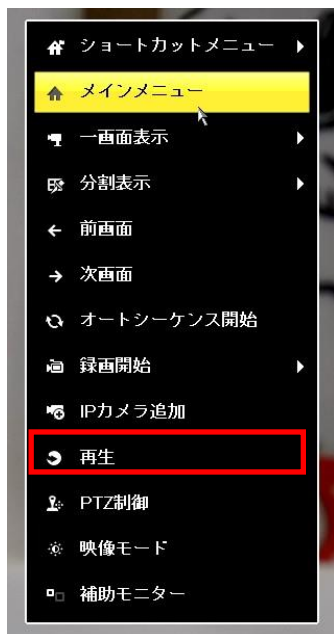 ショートカットメニュー
メインメニュー
一画面表示
分割表示
前画面
次画面
オートシーケンス開始
録画開始
IPカメラ追加
再生
PTZ制御
映像モード
補助モニター